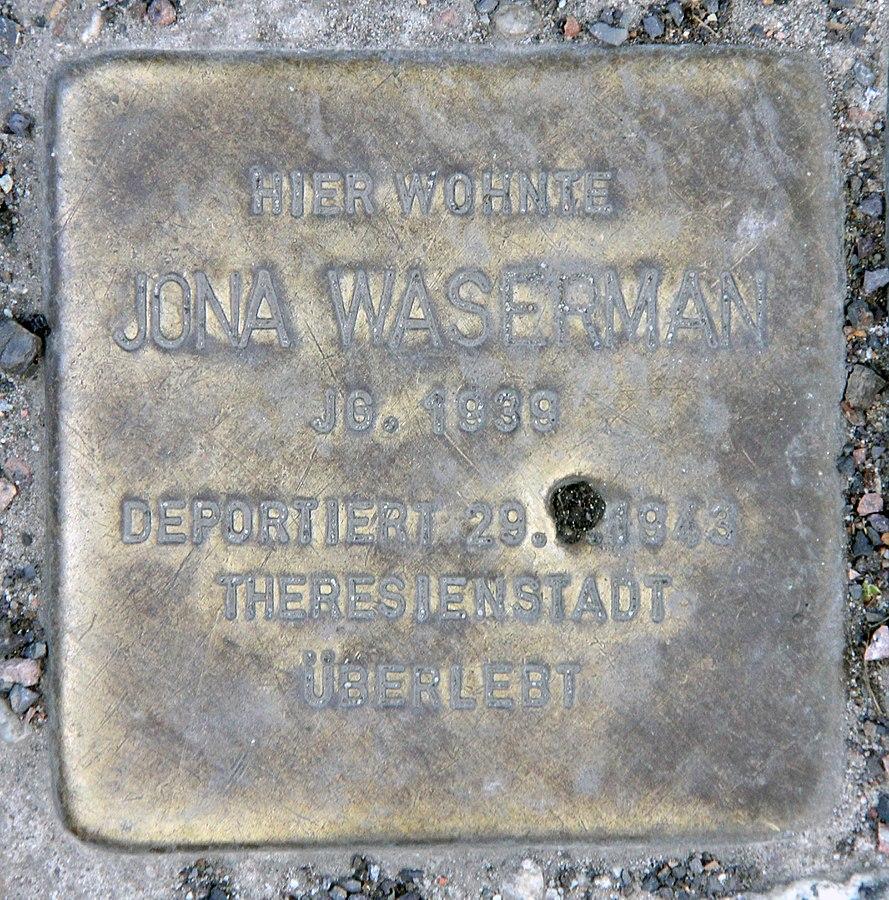 HIER WOHNTE
JONA WASERMAN
JG. 1939
DEPORTIERT 29. .1943
THERESIENSTADT
ÜBERLEBT